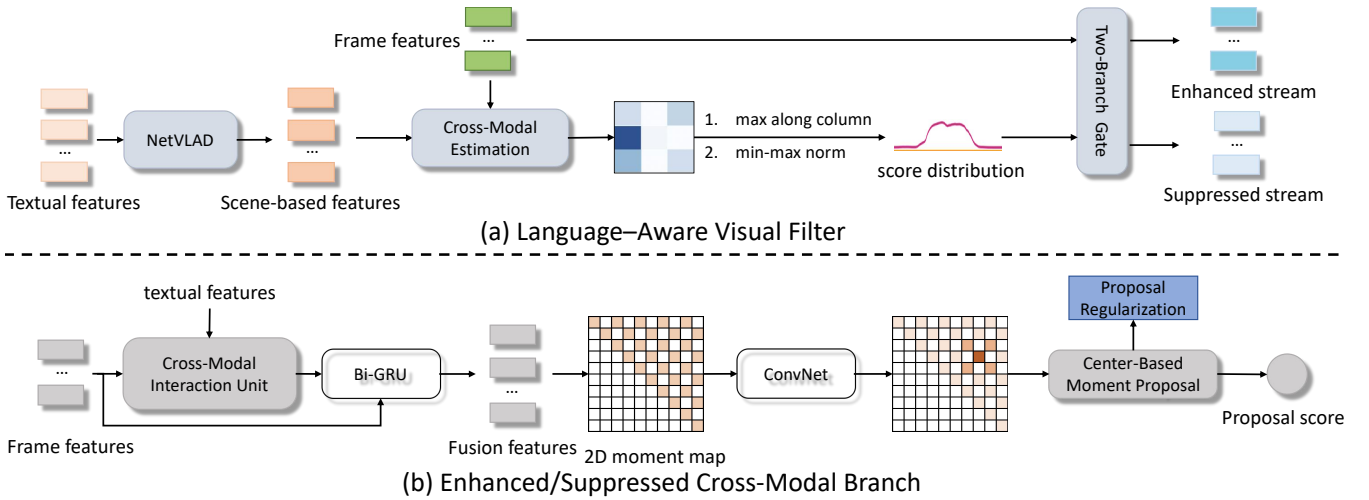 Frame features
...
...
Textual features
NetVLAD
...
Scene-based features
Cross-Modal
Estimation
1. max along column
2. min-max norm
score distribution
Two-Branch Gate
...
Enhanced stream
...
Suppressed stream
(a) Language–Aware Visual Filter
textual features
...
Frame features
Cross-Modal
Interaction Unit
Bi-GRU
...
Fusion features
2D moment map
ConvNet
Proposal
Regularization
Center-Based
Moment Proposal
Proposal score
(b) Enhanced/Suppressed Cross-Modal Branch